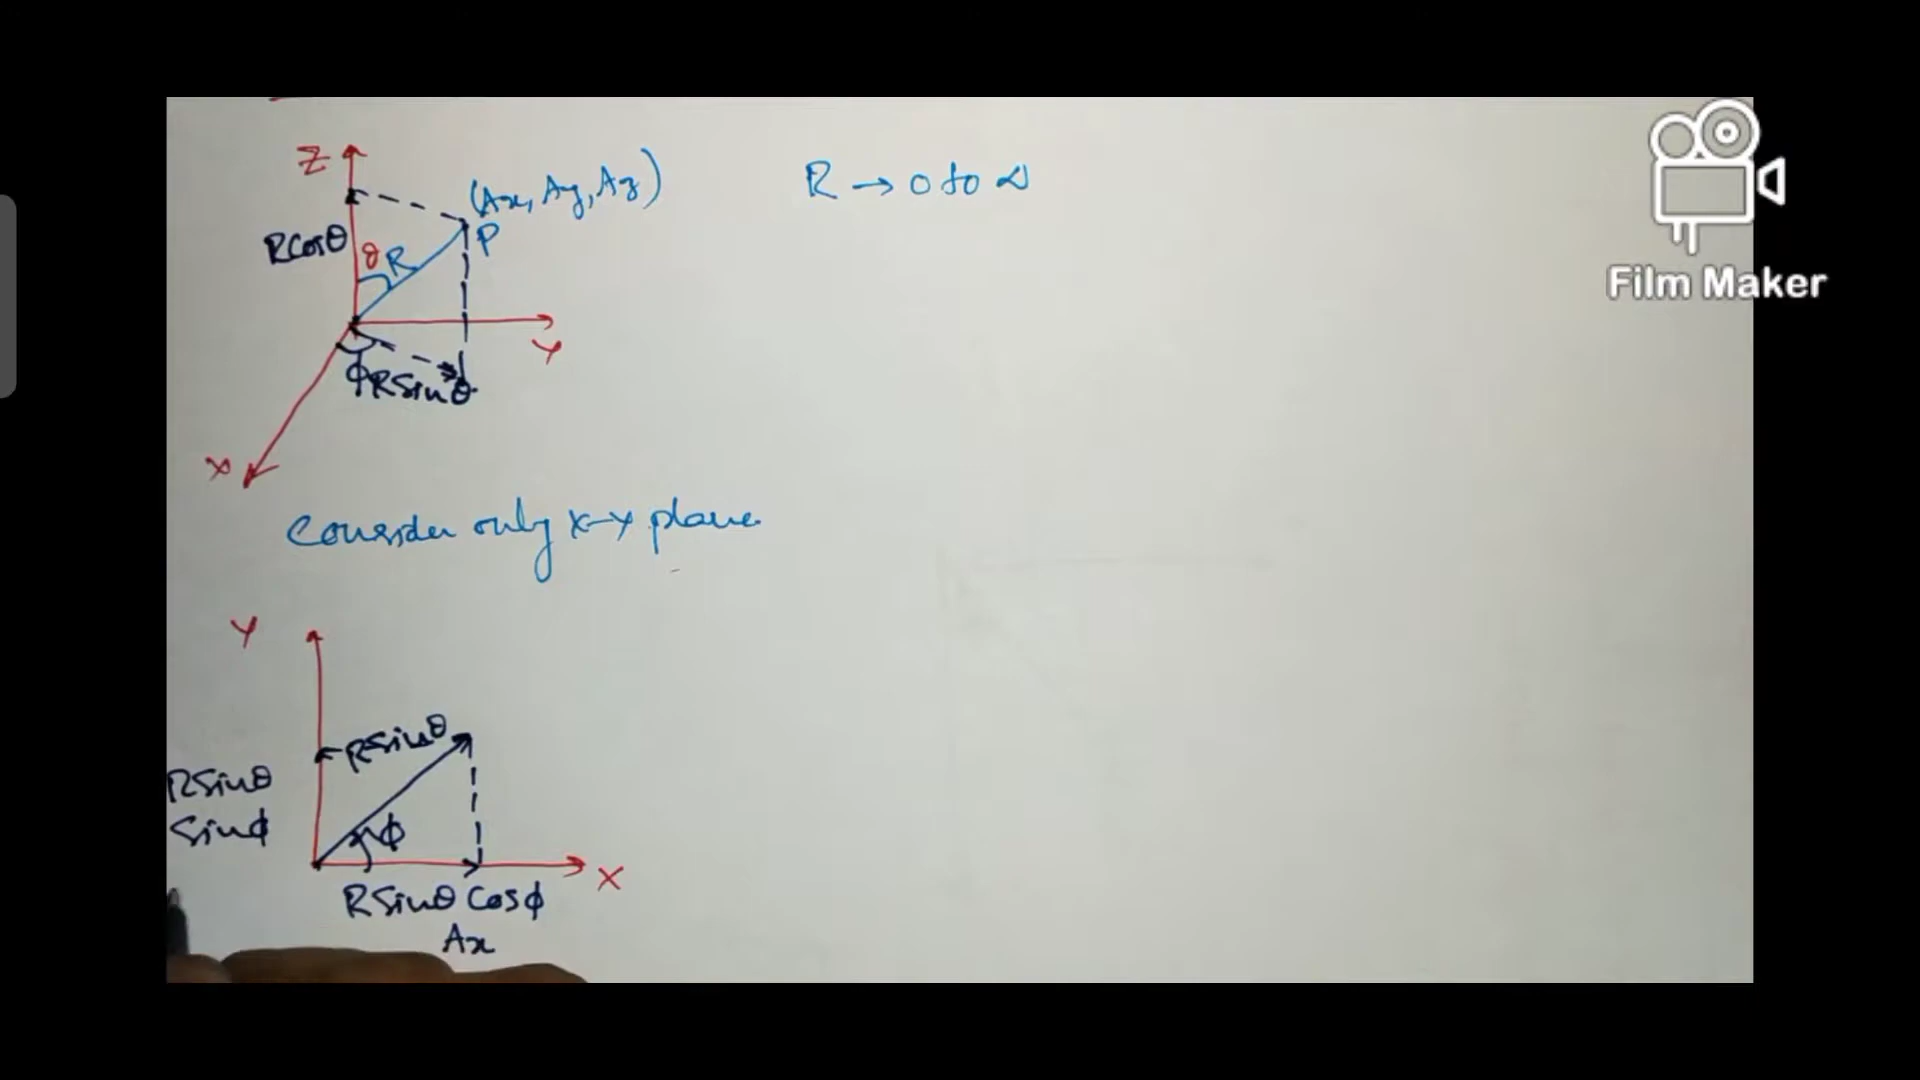 Z
(Ax, Ay, Az)
R → 0 to ∞
P
RCosθ
θ
R
Y
ϕ
RSinθ
X
Consider only X-Y plane
Y
RSinθ
RSinθ
Sinϕ
ϕ
X
RSinθ Cosϕ
Ax
Film Maker